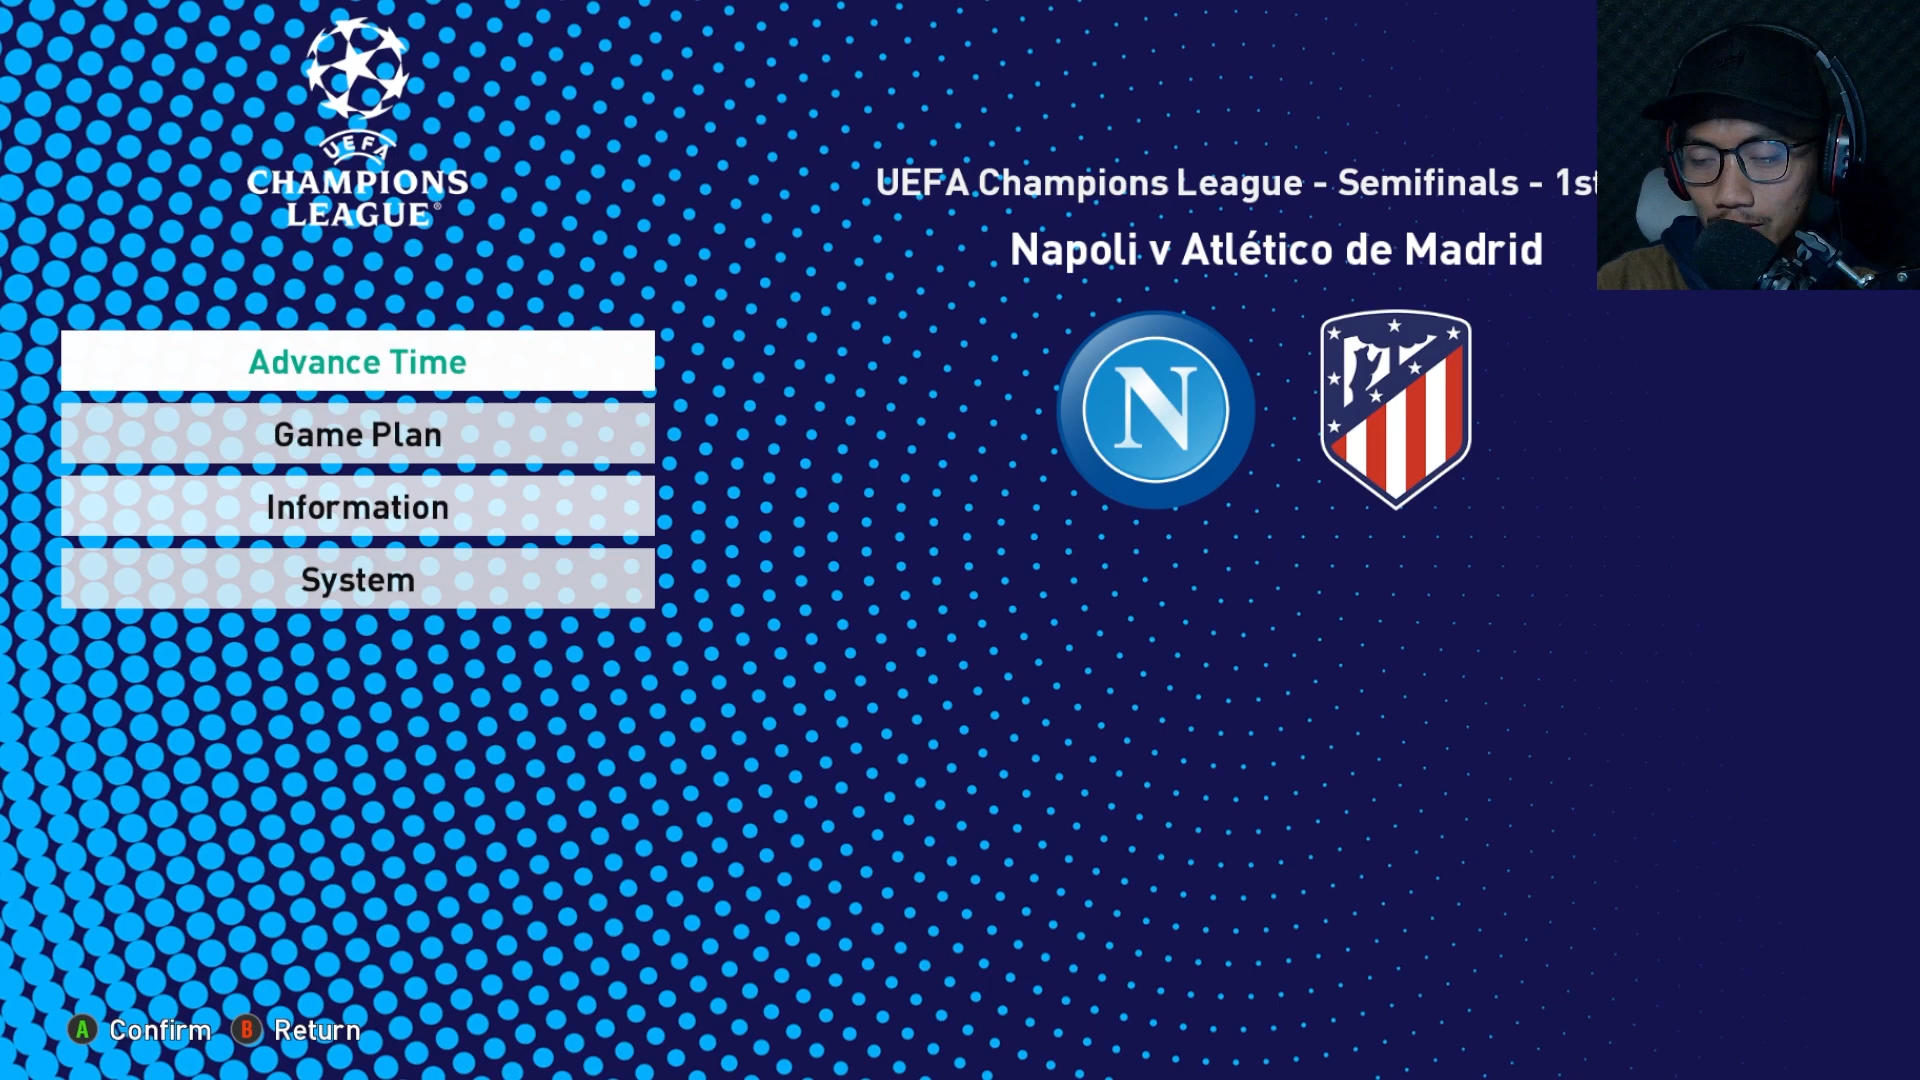 UEFA
CHAMPIONS
LEAGUE®
UEFA Champions League - Semifinals - 1st
Napoli v Atlético de Madrid
N
Advance Time
Game Plan
Information
System
A Confirm B Return